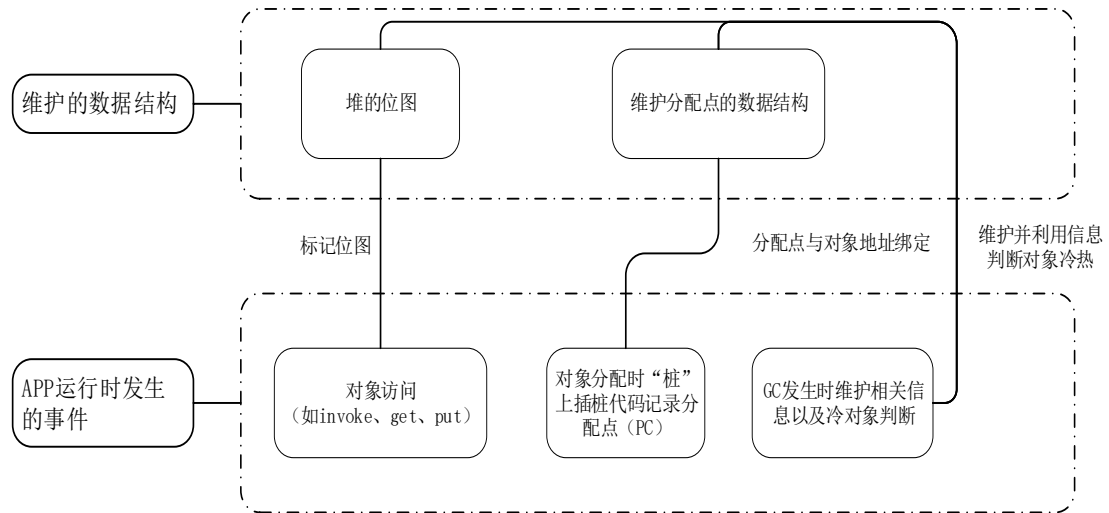 维护的数据结构
堆的位图
维护分配点的数据结构
标记位图
分配点与对象地址绑定
维护并利用信息
判断对象冷热
APP运行时发生
的事件
对象访问
（如invoke、get、put）
对象分配时“桩”
上插桩代码记录分
配点（PC）
GC发生时维护相关信
息以及冷对象判断